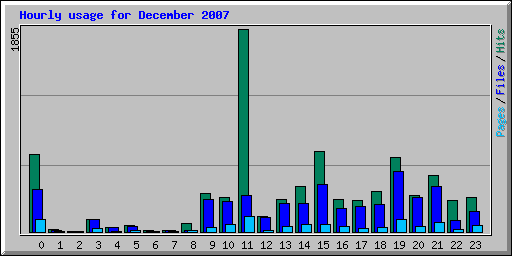 Hourly usage for December 2007
1855
Pages/Files/Hits
0 1 2 3 4 5 6 7 8 9 10 11 12 13 14 15 16 17 18 19 20 21 22 23